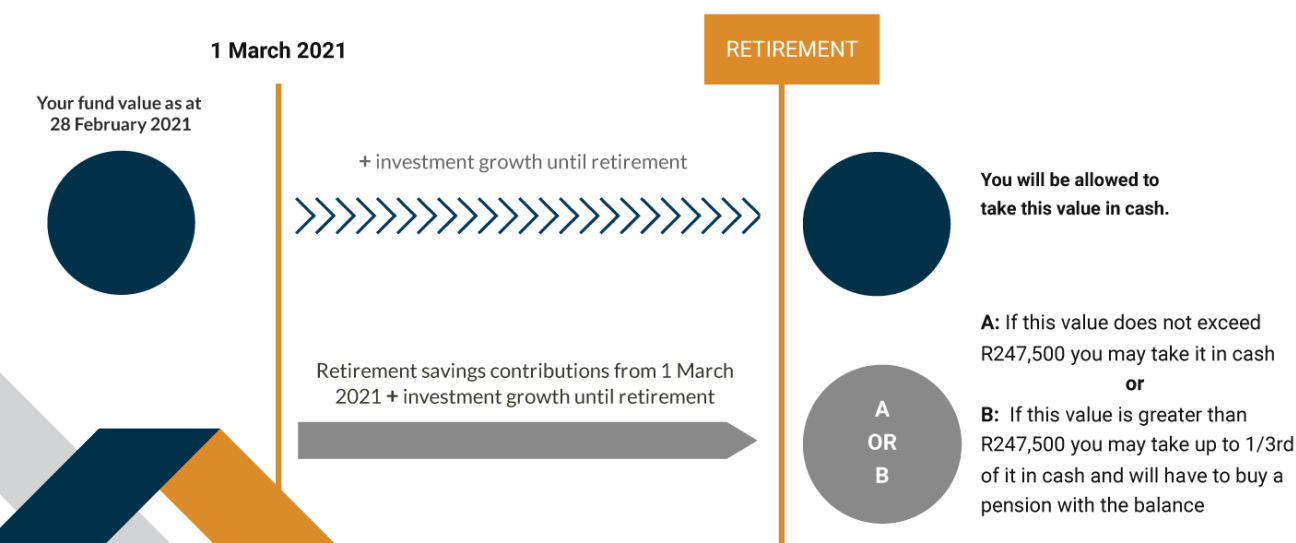 1 March 2021
RETIREMENT
Your fund value as at
28 February 2021
+ investment growth until retirement
You will be allowed to
take this value in cash.
Retirement savings contributions from 1 March
2021 + investment growth until retirement
A
OR
B
A: If this value does not exceed
R247,500 you may take it in cash
or
B: If this value is greater than
R247,500 you may take up to 1/3rd
of it in cash and will have to buy a
pension with the balance